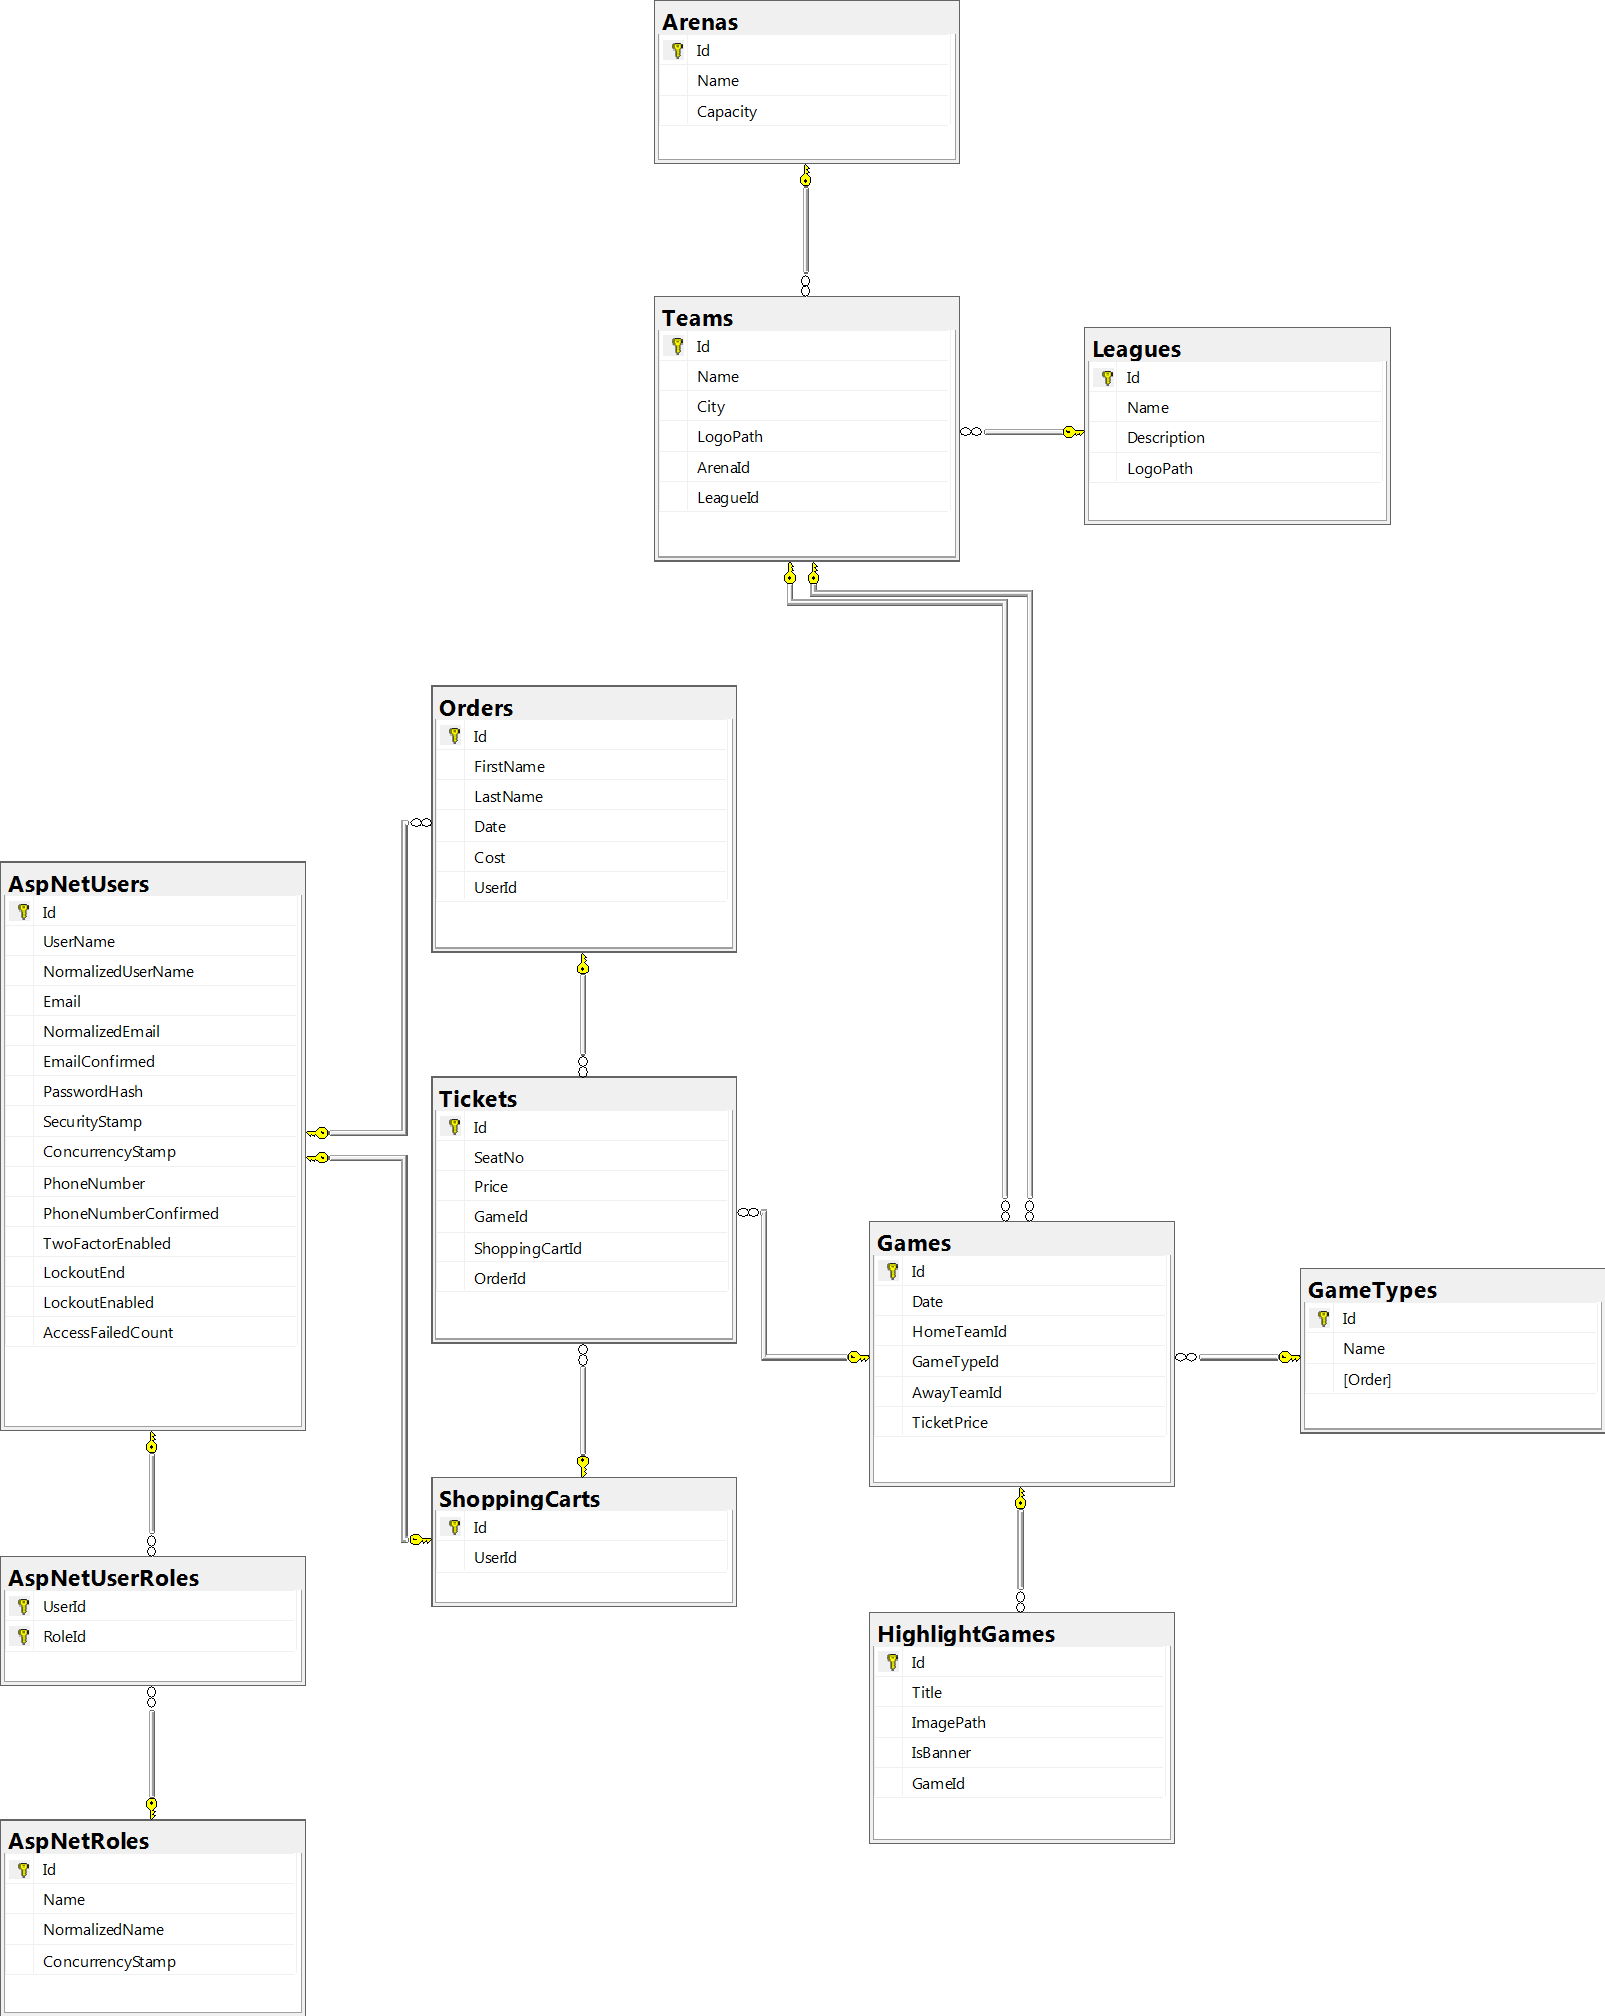 Arenas
Id
Name
Capacity
Teams
Id
Name
City
LogoPath
ArenaId
LeagueId
Leagues
Id
Name
Description
LogoPath
Orders
Id
FirstName
LastName
Date
Cost
UserId
AspNetUsers
Id
UserName
NormalizedUserName
Email
NormalizedEmail
EmailConfirmed
PasswordHash
SecurityStamp
ConcurrencyStamp
PhoneNumber
PhoneNumberConfirmed
TwoFactorEnabled
LockoutEnd
LockoutEnabled
AccessFailedCount
Tickets
Id
SeatNo
Price
GameId
ShoppingCartId
OrderId
Games
Id
Date
HomeTeamId
GameTypeId
AwayTeamId
TicketPrice
GameTypes
Id
Name
[Order]
ShoppingCarts
Id
UserId
AspNetUserRoles
UserId
RoleId
HighlightGames
Id
Title
ImagePath
IsBanner
GameId
AspNetRoles
Id
Name
NormalizedName
ConcurrencyStamp